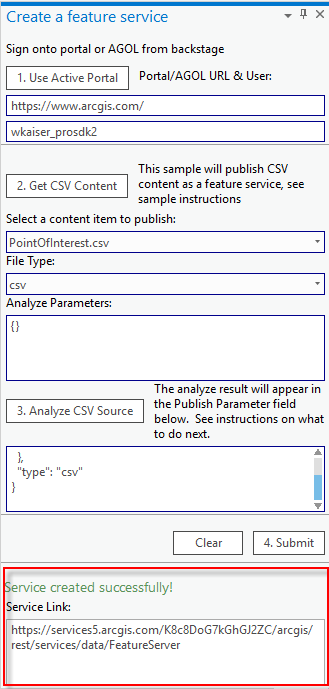 Create a feature service
Sign onto portal or AGOL from backstage
1. Use Active Portal
Portal/AGOL URL & User:
https://www.arcgis.com/
wkaiser_prosdk2
2. Get CSV Content
This sample will publish CSV
content as a feature service, see
sample instructions
Select a content item to publish:
PointOfInterest.csv
File Type:
csv
Analyze Parameters:
{}
3. Analyze CSV Source
The analyze result will appear in
the Publish Parameter field
below. See instructions on what
to do next.
},
"type": "csv"
}
Clear
4. Submit
Service created successfully!
Service Link:
https://services5.arcgis.com/K8c8DoG7kGhGJ2ZC/arcgis/
rest/services/data/FeatureServer